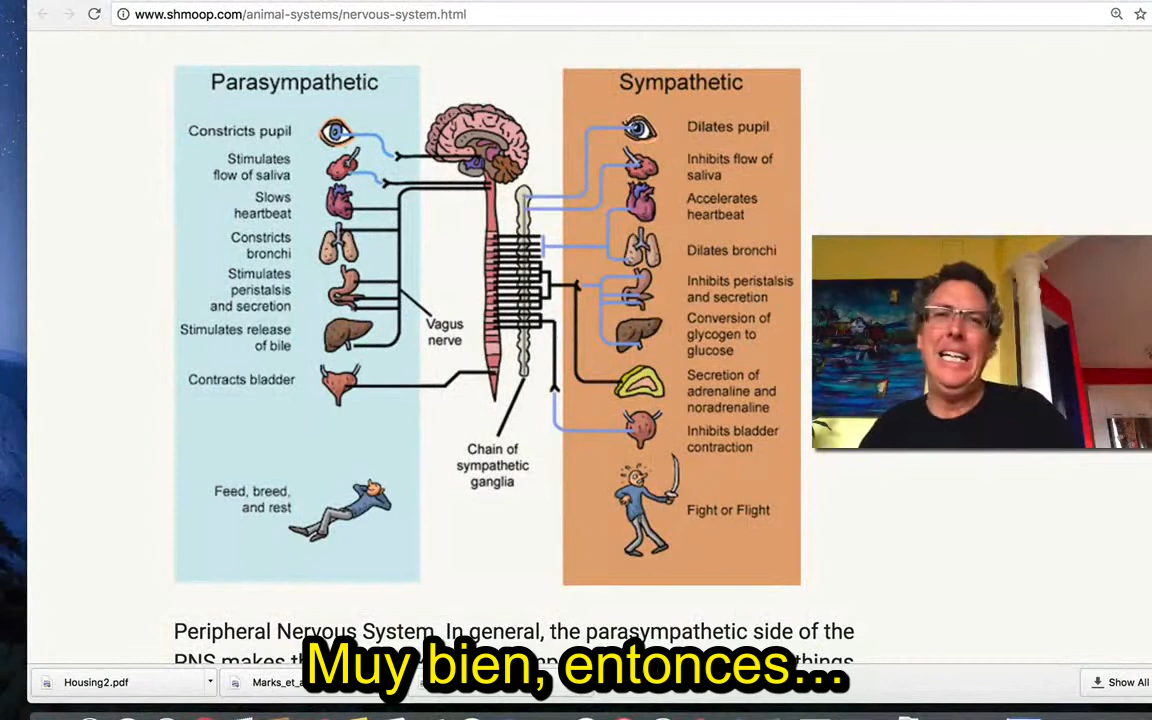 www.shmoop.com/animal-systems/nervous-system.html
Parasympathetic
Constricts pupil
Stimulates
flow of saliva
Slows
heartbeat
Constricts
bronchi
Stimulates
peristalsis
and secretion
Stimulates release
of bile
Contracts bladder
Feed, breed,
and rest
Vagus
nerve
Chain of
sympathetic
ganglia
Sympathetic
Dilates pupil
Inhibits flow of
saliva
Accelerates
heartbeat
Dilates bronchi
Inhibits peristalsis
and secretion
Conversion of
glycogen to
glucose
Secretion of
adrenaline and
noradrenaline
Inhibits bladder
contraction
Fight or Flight
Peripheral Nervous System. In general, the parasympathetic side of the
PNS makes things
Muy bien, entonces...
Housing2.pdf
Marks_et_a
Show All